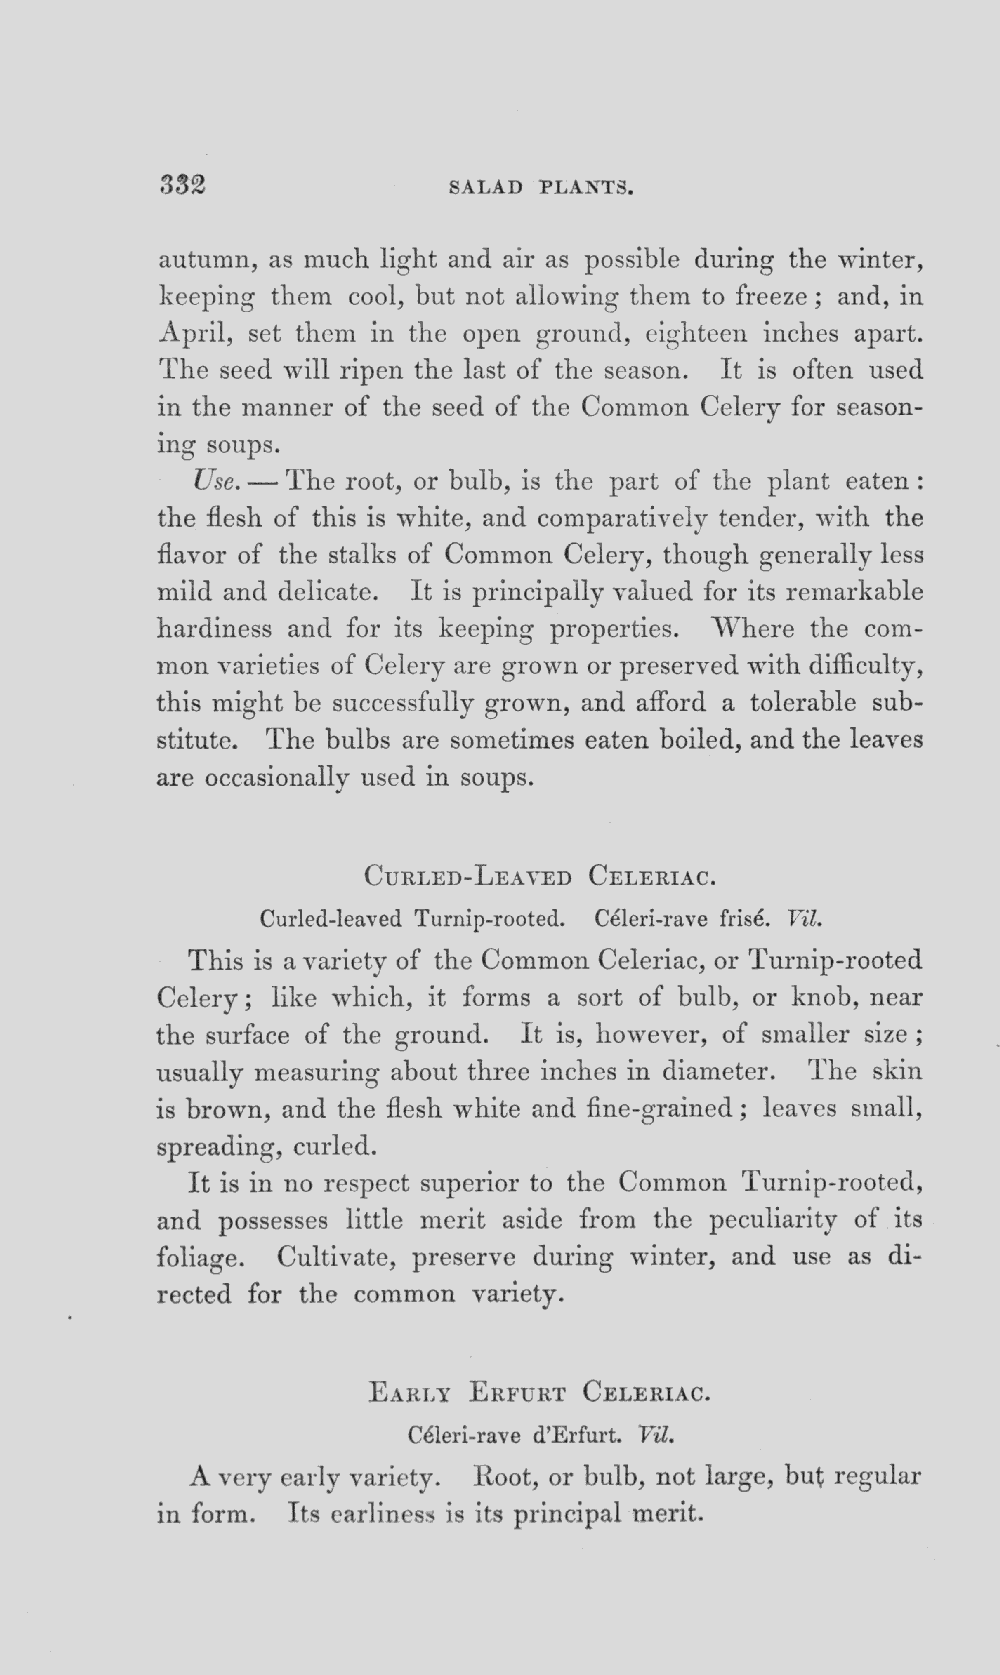 332 SALAD PLANTS.
autumn, as much light and air as possible during the winter,
keeping them cool, but not allowing them to freeze; and, in
April, set them in the open ground, eighteen inches apart.
The seed will ripen the last of the season. It is often used
in the manner of the seed of the Common Celery for season-
ing soups.
Use. — The root, or bulb, is the part of the plant eaten:
the flesh of this is white, and comparatively tender, with the
flavor of the stalks of Common Celery, though generally less
mild and delicate. It is principally valued for its remarkable
hardiness and for its keeping properties. Where the com-
mon varieties of Celery are grown or preserved with difficulty,
this might be successfully grown, and afford a tolerable sub-
stitute. The bulbs are sometimes eaten boiled, and the leaves
are occasionally used in soups.
CURLED-LEAVED CELERIAC.
Curled-leaved Turnip-rooted. Céleri-rave frisé. Vil.
This is a variety of the Common Celeriac, or Turnip-rooted
Celery; like which, it forms a sort of bulb, or knob, near
the surface of the ground. It is, however, of smaller size;
usually measuring about three inches in diameter. The skin
is brown, and the flesh white and fine-grained; leaves small,
spreading, curled.
It is in no respect superior to the Common Turnip-rooted,
and possesses little merit aside from the peculiarity of its
foliage. Cultivate, preserve during winter, and use as di-
rected for the common variety.
EARLY ERFURT CELERIAC.
Céleri-rave d'Erfurt. Vil.
A very early variety. Root, or bulb, not large, but regular
in form. Its earliness is its principal merit.